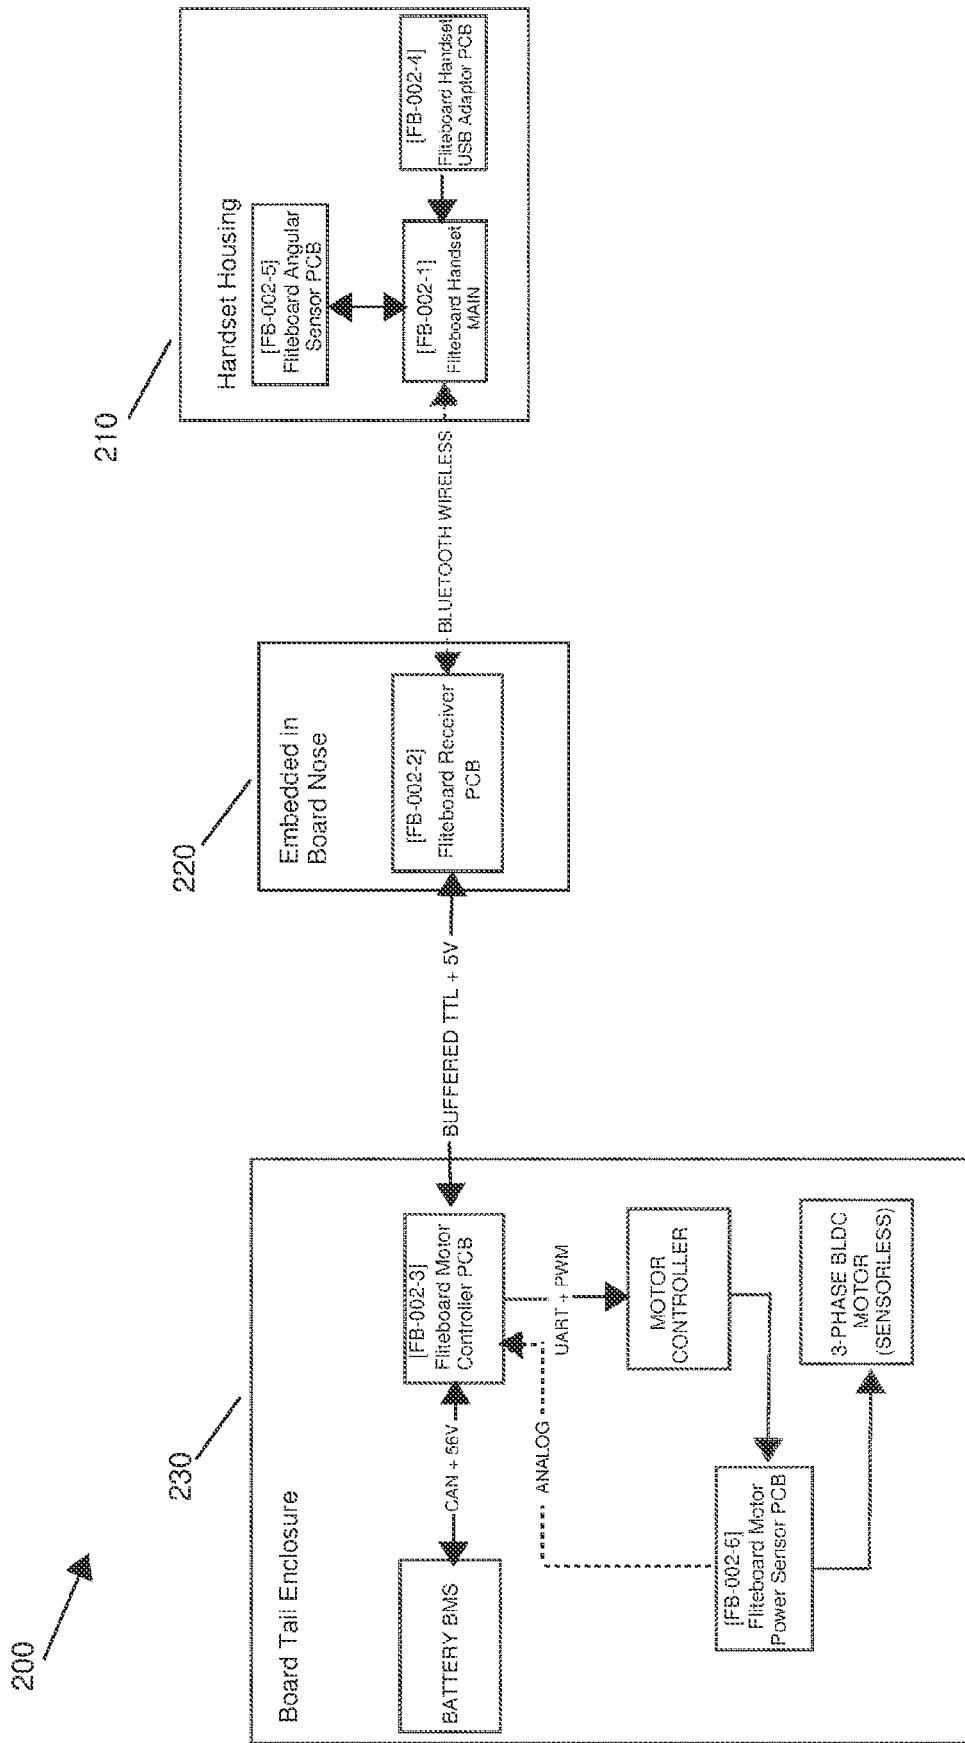 200
230
Board Tail Enclosure
BATTERY BMS
CAN + 56V
[FB-002-3]
Fliteboard Motor
Controller PCB
ANALOG
UART + PWM
MOTOR
CONTROLLER
[FB-002-6]
Fliteboard Motor
Power Sensor PCB
3-PHASE BLDC
MOTOR
(SENSORLESS)
BUFFERED TTL + 5V
220
Embedded in
Board Nose
[FB-002-2]
Fliteboard Receiver
PCB
BLUETOOTH WIRELESS
210
Handset Housing
[FB-002-5]
Fliteboard Angular
Sensor PCB
[FB-002-1]
Fliteboard Handset
MAIN
[FB-002-4]
Fliteboard Handset
USB Adaptor PCB